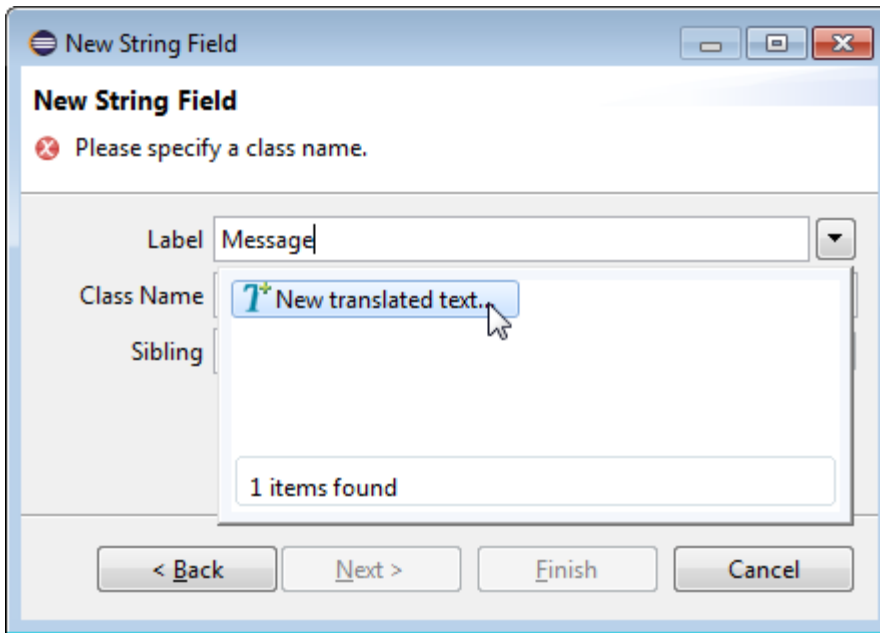 New String Field
New String Field
Please specify a class name.
Label Message
Class Name
New translated text...
Sibling
1 items found
< Back Next > Finish Cancel